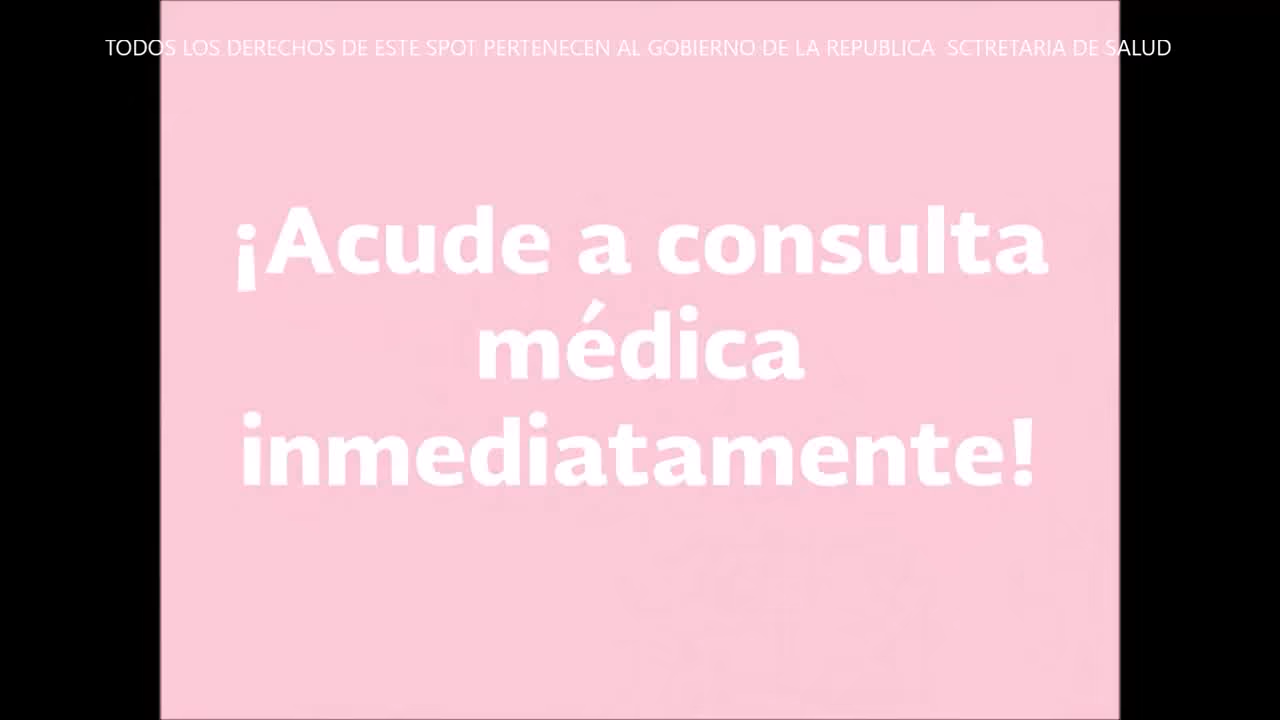 TODOS LOS DERECHOS DE ESTE SPOT PERTENECEN AL GOBIERNO DE LA REPUBLICA SCTRETARIA DE SALUD
¡Acude a consulta
médica
inmediatamente!